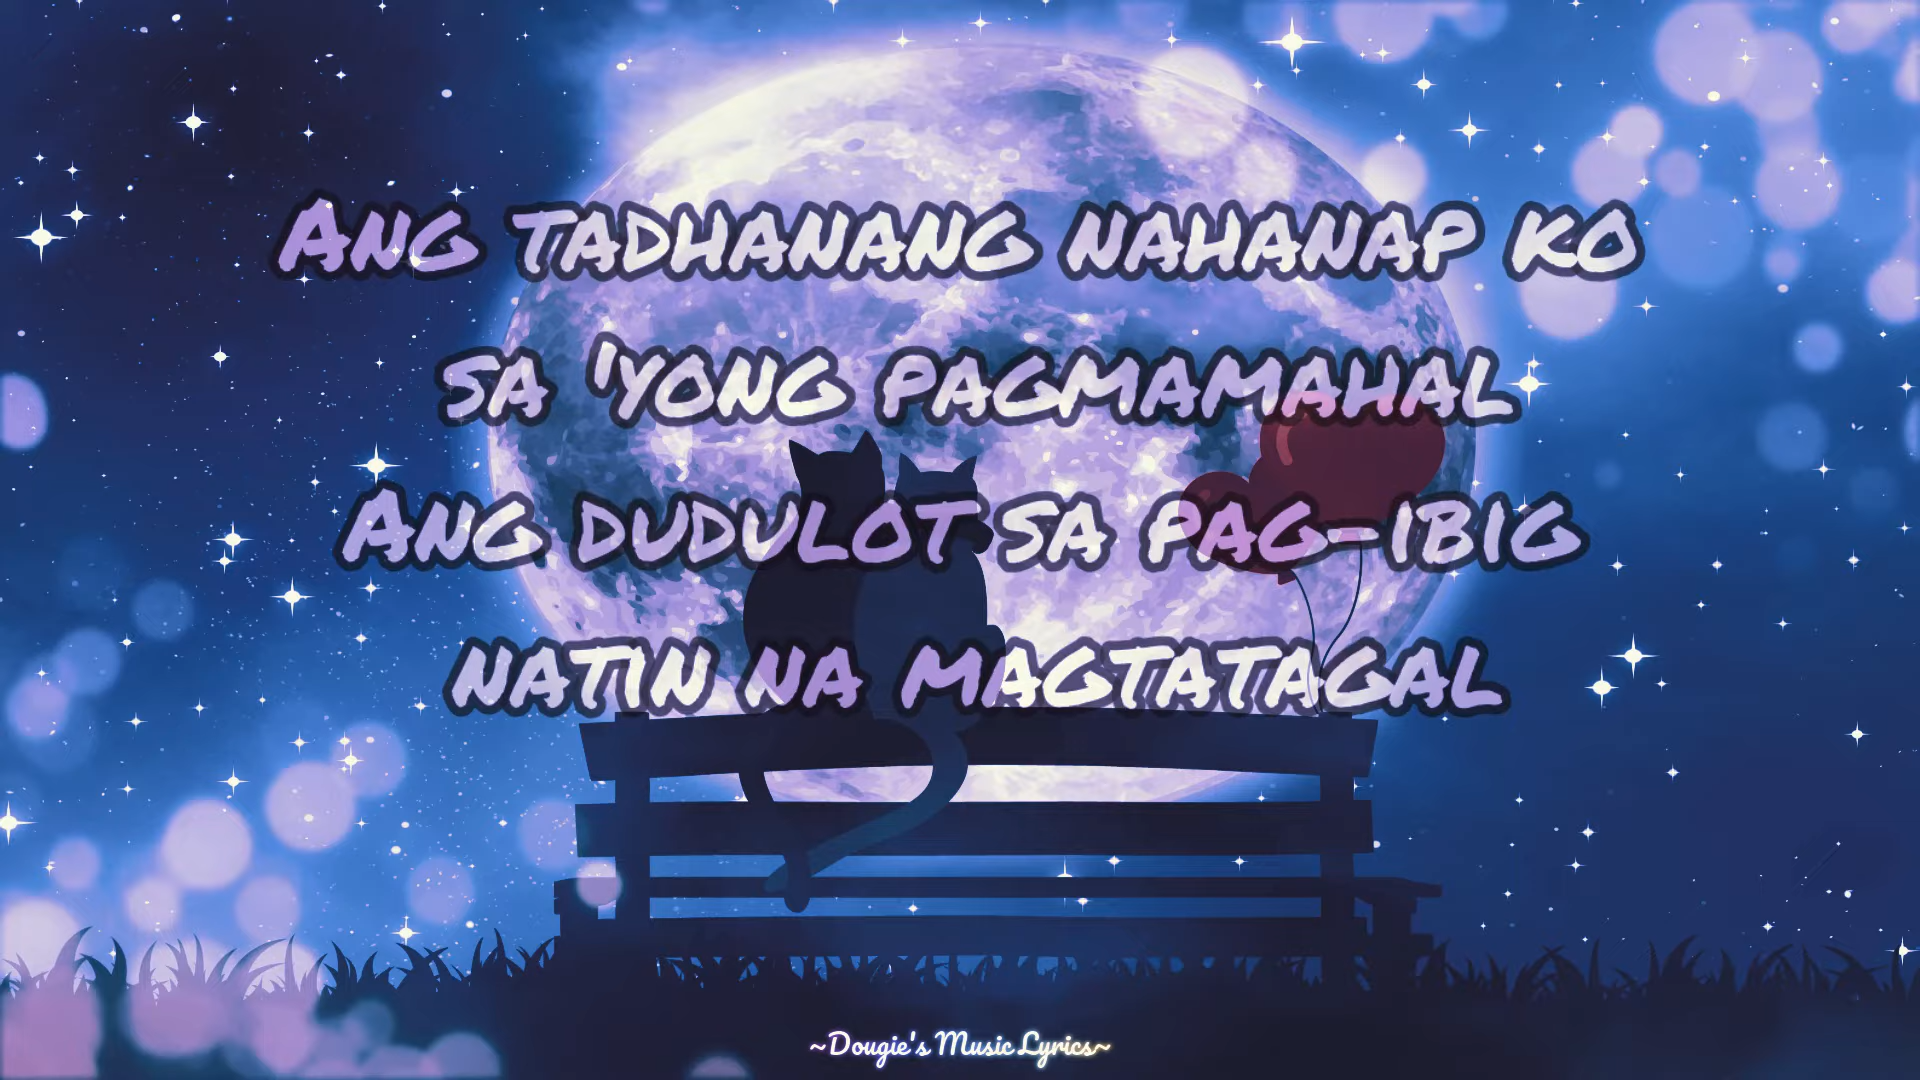 Ang tadhanang nahanap ko
sa 'yong pagmamahal
Ang dudulot sa pag-ibig
natin na magtatagal
~Dougie's Music Lyrics~